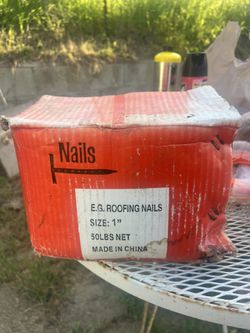 Nails
E.G. ROOFING NAILS
SIZE: 1"
50LBS NET
MADE IN CHINA